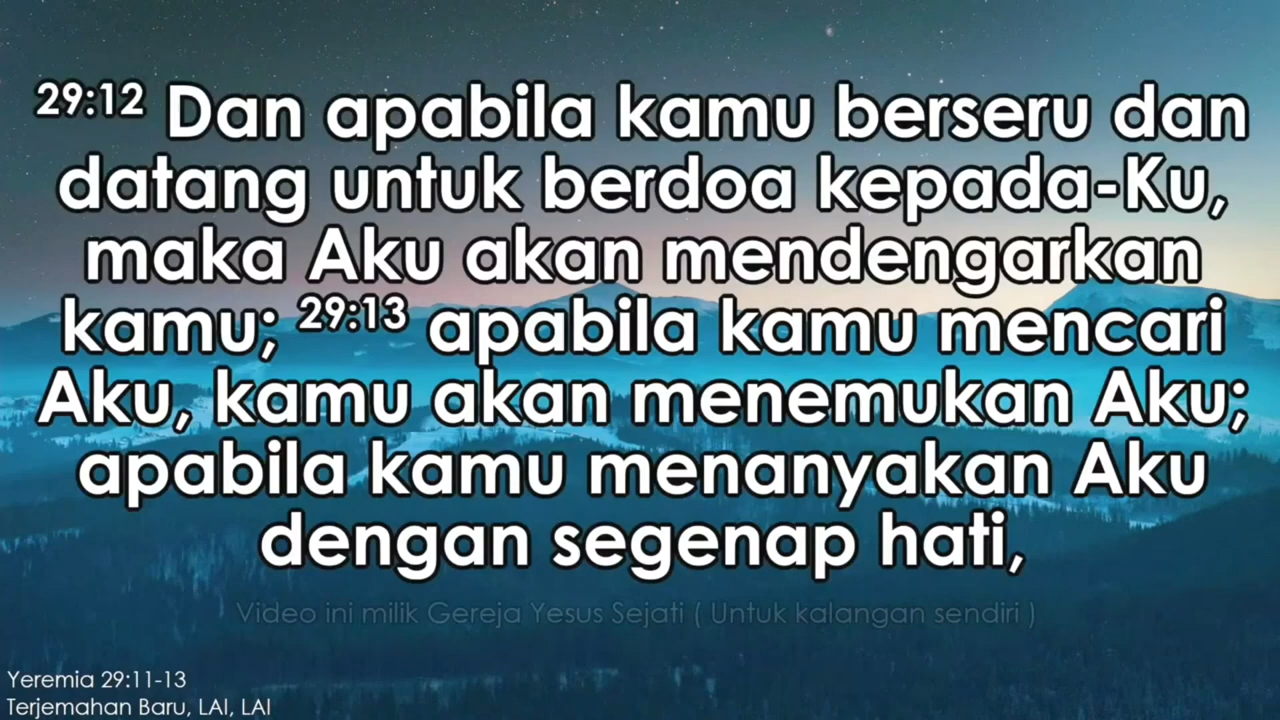 29:12 Dan apabila kamu berseru dan
datang untuk berdoa kepada-Ku,
maka Aku akan mendengarkan
kamu; 29:13 apabila kamu mencari
Aku, kamu akan menemukan Aku;
apabila kamu menanyakan Aku
dengan segenap hati,
Video ini milik Gereja Yesus Sejati ( Untuk kalangan sendiri )
Yeremia 29:11-13
Terjemahan Baru, LAI, LAI